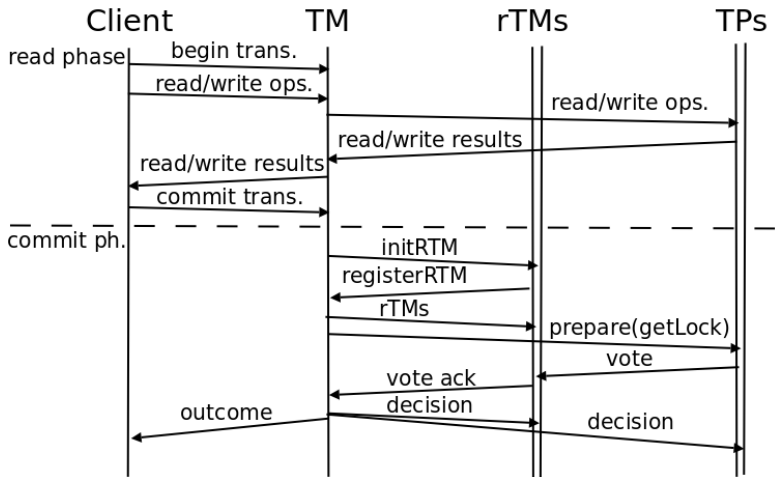 Client TM rTMs TPs
read phase
begin trans.
read/write ops.
read/write ops.
read/write results
read/write results
commit trans.
commit ph.
initRTM
registerRTM
rTMs
prepare(getLock)
vote
vote ack
decision
outcome
decision